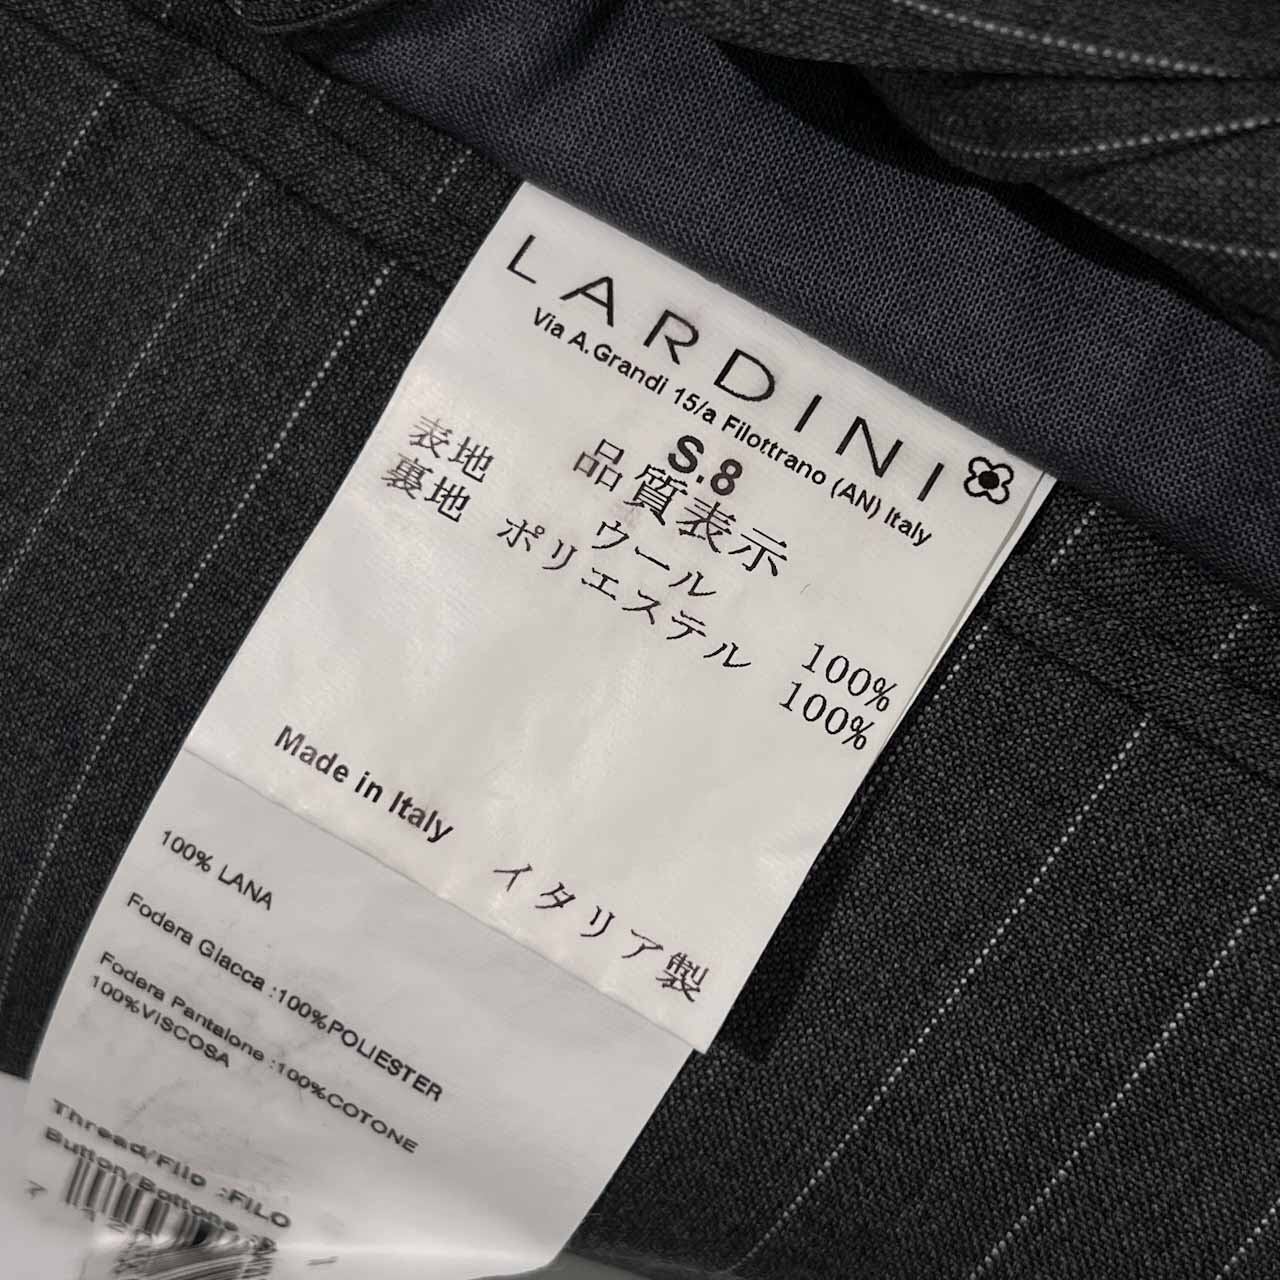 LARDINI
Via A.Grandi 15/a Filottrano (AN) Italy
S.8
品質表示
表地 ウール 100%
裏地 ポリエステル 100%
Made in Italy イタリア製
100% LANA
Fodera Giacca :100%POLIESTER
Fodera Pantalone :100%COTONE
100%VISCOSA
Thread/Filo :FILO
Button/Bottone